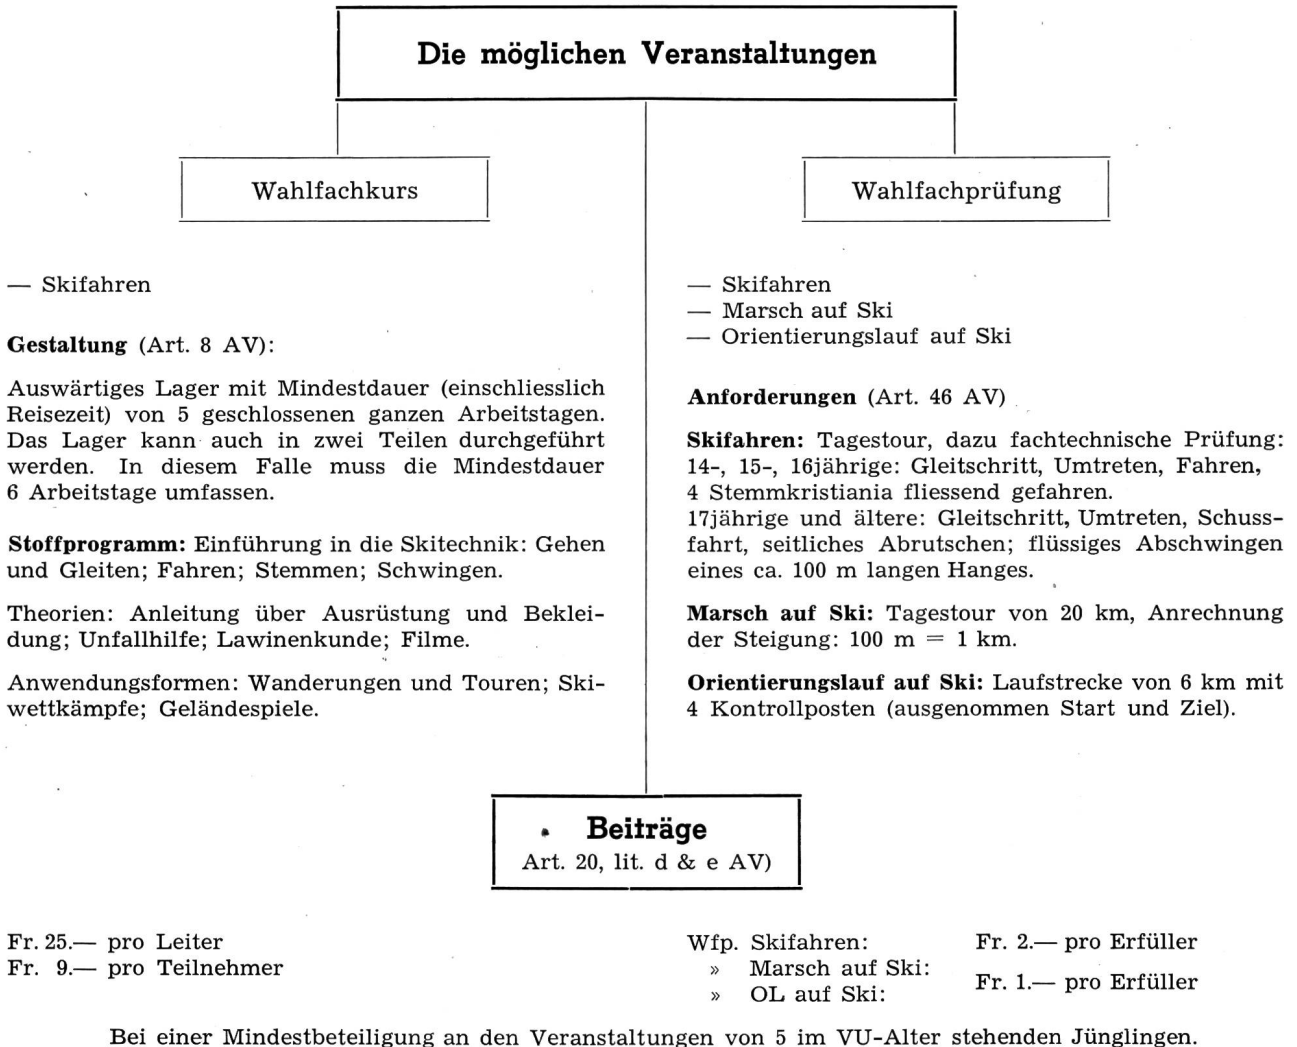 Die möglichen Veranstaltungen
Wahlfachkurs
— Skifahren
Gestaltung (Art. 8 AV):
Auswärtiges Lager mit Mindestdauer (einschliesslich
Reisezeit) von 5 geschlossenen ganzen Arbeitstagen.
Das Lager kann auch in zwei Teilen durchgeführt
werden. In diesem Falle muss die Mindestdauer
6 Arbeitstage umfassen.
Stoffprogramm: Einführung in die Skitechnik: Gehen
und Gleiten; Fahren; Stemmen; Schwingen.
Theorien: Anleitung über Ausrüstung und Beklei-
dung; Unfallhilfe; Lawinenkunde; Filme.
Anwendungsformen: Wanderungen und Touren; Ski-
wettkämpfe; Geländespiele.
Wahlfachprüfung
— Skifahren
— Marsch auf Ski
— Orientierungslauf auf Ski
Anforderungen (Art. 46 AV)
Skifahren: Tagestour, dazu fachtechnische Prüfung:
14-, 15-, 16jährige: Gleitschritt, Umtreten, Fahren,
4 Stemmkristiania fliessend gefahren.
17jährige und ältere: Gleitschritt, Umtreten, Schuss-
fahrt, seitliches Abrutschen; flüssiges Abschwingen
eines ca. 100 m langen Hanges.
Marsch auf Ski: Tagestour von 20 km, Anrechnung
der Steigung: 100 m = 1 km.
Orientierungslauf auf Ski: Laufstrecke von 6 km mit
4 Kontrollposten (ausgenommen Start und Ziel).
Beiträge
Art. 20, lit. d & e AV)
Fr. 25.— pro Leiter
Fr. 9.— pro Teilnehmer
Wfp. Skifahren: Fr. 2.— pro Erfüller
» Marsch auf Ski:
» OL auf Ski: Fr. 1.— pro Erfüller
Bei einer Mindestbeteiligung an den Veranstaltungen von 5 im VU-Alter stehenden Jünglingen.